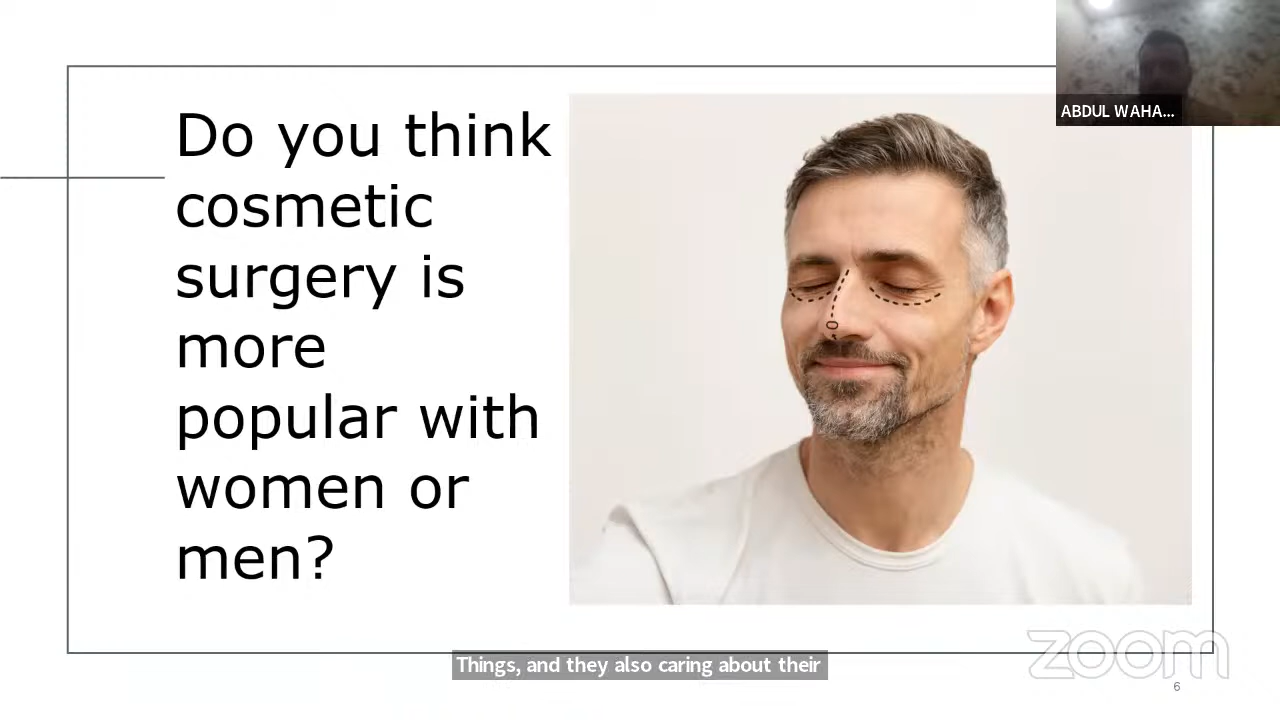 ABDUL WAHA...
Do you think
cosmetic
surgery is
more
popular with
women or
men?
Things, and they also caring about their
zoom
6